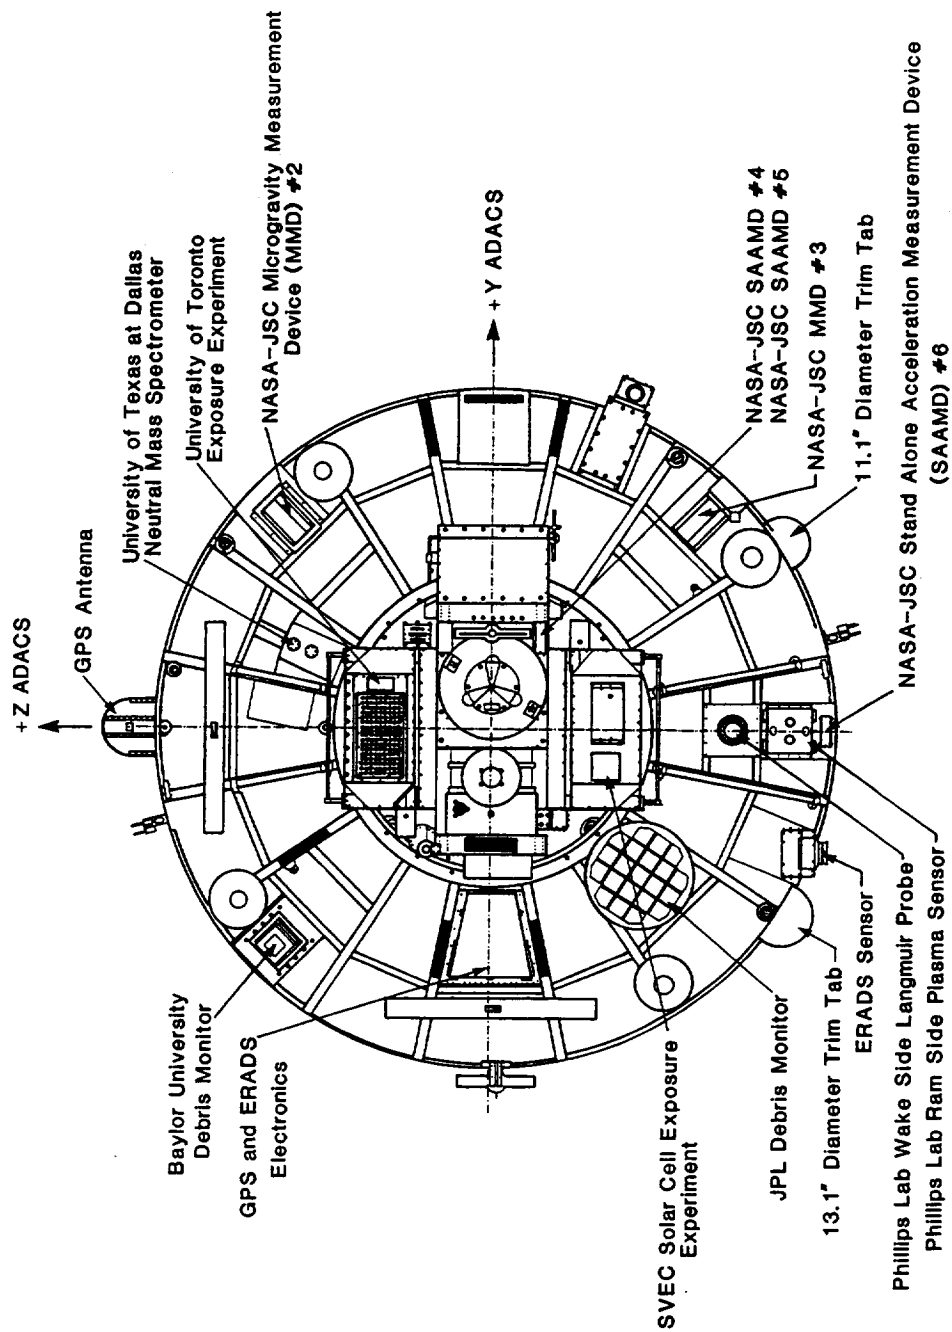 +Z ADACS
GPS Antenna
University of Texas at Dallas
Neutral Mass Spectrometer
University of Toronto
Exposure Experiment
NASA-JSC Microgravity Measurement
Device (MMD) #2
+Y ADACS
NASA-JSC SAAMD #4
NASA-JSC SAAMD #5
NASA-JSC MMD #3
11.1" Diameter Trim Tab
NASA-JSC Stand Alone Acceleration Measurement Device
(SAAMD) #6
Baylor University
Debris Monitor
GPS and ERADS
Electronics
SVEC Solar Cell Exposure
Experiment
JPL Debris Monitor
13.1" Diameter Trim Tab
ERADS Sensor
Phillips Lab Wake Side Langmuir Probe
Phillips Lab Ram Side Plasma Sensor